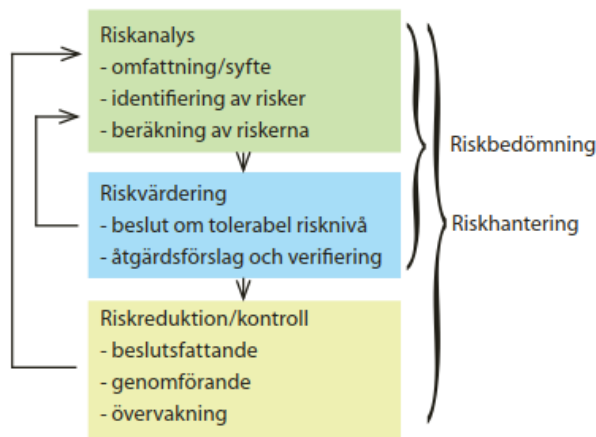 Riskanalys
- omfattning/syfte
- identifiering av risker
- beräkning av riskerna
Riskvärdering
- beslut om tolerabel risknivå
- åtgärdsförslag och verifiering
Riskreduktion/kontroll
- beslutsfattande
- genomförande
- övervakning
Riskbedömning
Riskhantering